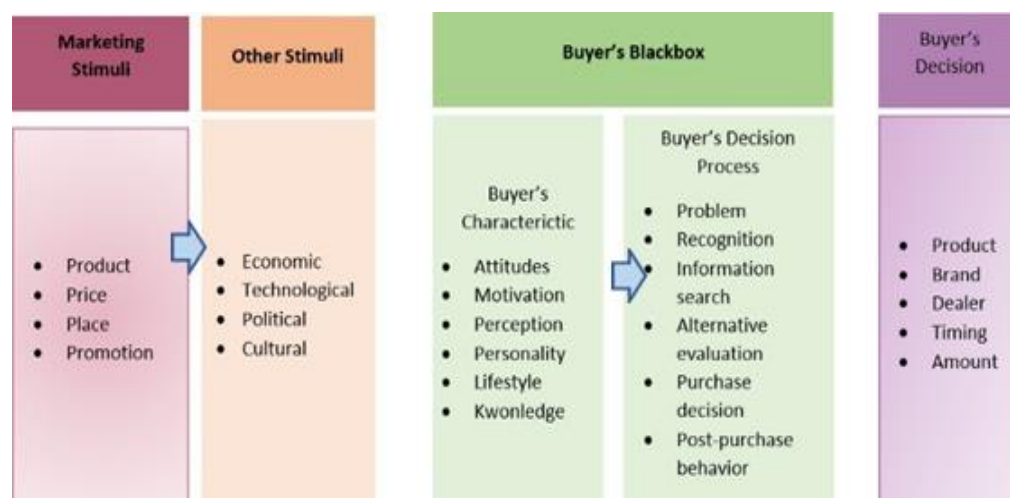 Marketing
Stimuli
Other Stimuli
Buyer's Blackbox
Buyer's
Decision
• Product
• Price
• Place
• Promotion
• Economic
• Technological
• Political
• Cultural
Buyer's
Characterictic
• Attitudes
• Motivation
• Perception
• Personality
• Lifestyle
• Kwonledge
Buyer's Decision
Process
• Problem
• Recognition
• Information
search
• Alternative
evaluation
• Purchase
decision
• Post-purchase
behavior
• Product
• Brand
• Dealer
• Timing
• Amount